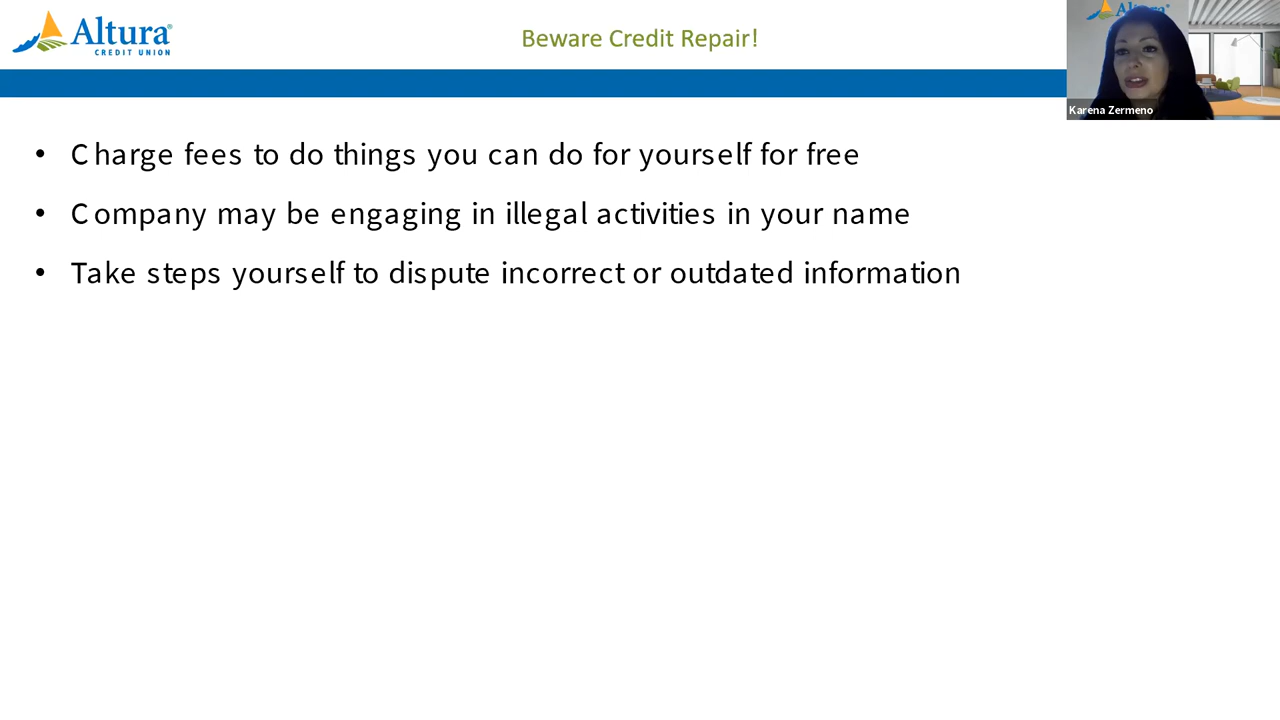 Altura®
CREDIT UNION
Beware Credit Repair!
Karena Zermeno
• Charge fees to do things you can do for yourself for free
• Company may be engaging in illegal activities in your name
• Take steps yourself to dispute incorrect or outdated information